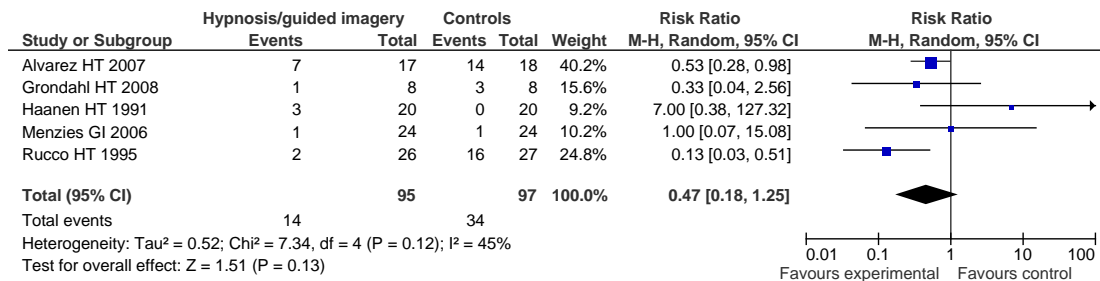 Hypnosis/guided imagery Controls Risk Ratio Risk Ratio
Study or Subgroup Events Total Events Total Weight M-H, Random, 95% CI M-H, Random, 95% CI
Alvarez HT 2007 7 17 14 18 40.2% 0.53 [0.28, 0.98]
Grondahl HT 2008 1 8 3 8 15.6% 0.33 [0.04, 2.56]
Haanen HT 1991 3 20 0 20 9.2% 7.00 [0.38, 127.32]
Menzies GI 2006 1 24 1 24 10.2% 1.00 [0.07, 15.08]
Rucco HT 1995 2 26 16 27 24.8% 0.13 [0.03, 0.51]
Total (95% CI) 95 97 100.0% 0.47 [0.18, 1.25]
Total events 14 34
Heterogeneity: Tau² = 0.52; Chi² = 7.34, df = 4 (P = 0.12); I² = 45%
Test for overall effect: Z = 1.51 (P = 0.13)
0.01 0.1 1 10 100
Favours experimental Favours control